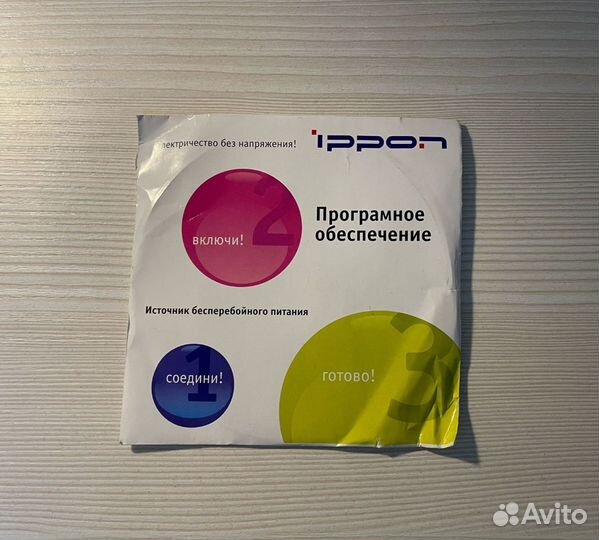 лектричество без напряжения!
ippon
2
включи!
Програмное
обеспечение
Источник бесперебойного питания
1
соедини!
3
готово!
Avito